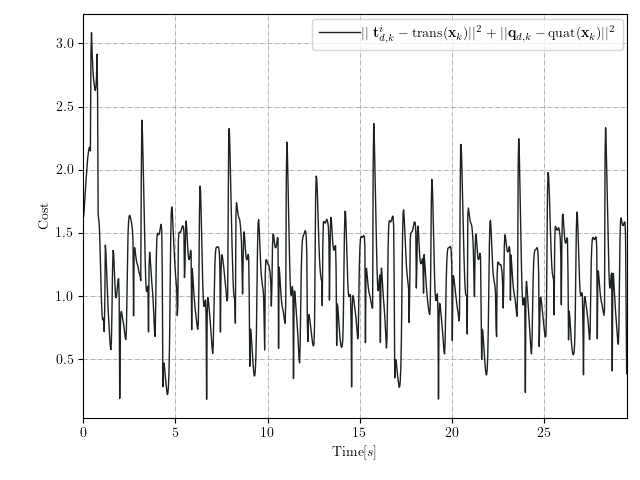 || t^i_{d,k} − trans(x_k)||² + ||q_{d,k} − quat(x_k)||²
3.0
2.5
2.0
1.5
1.0
0.5
Cost
0 5 10 15 20 25
Time[s]